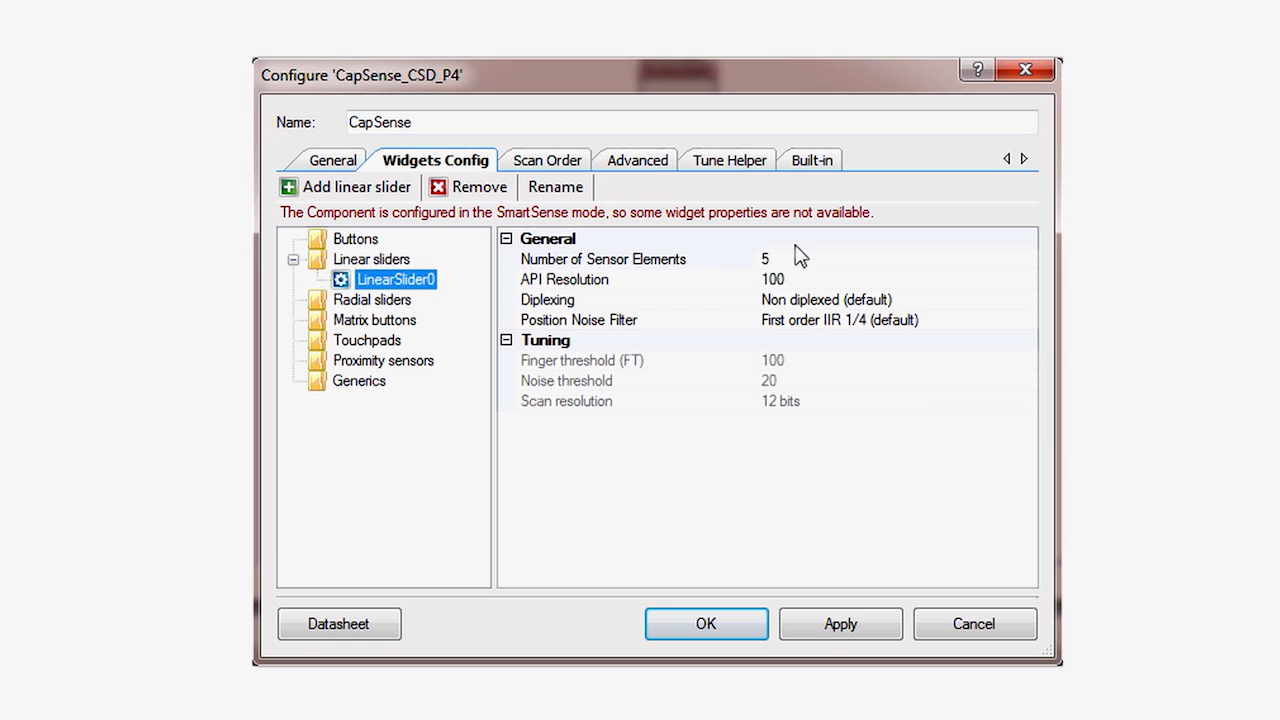 Configure 'CapSense_CSD_P4'
Name: CapSense
General Widgets Config Scan Order Advanced Tune Helper Built-in
Add linear slider Remove Rename
The Component is configured in the SmartSense mode, so some widget properties are not available.
Buttons
Linear sliders
LinearSlider0
Radial sliders
Matrix buttons
Touchpads
Proximity sensors
Generics
General
Number of Sensor Elements 5
API Resolution 100
Diplexing Non diplexed (default)
Position Noise Filter First order IIR 1/4 (default)
Tuning
Finger threshold (FT) 100
Noise threshold 20
Scan resolution 12 bits
Datasheet OK Apply Cancel